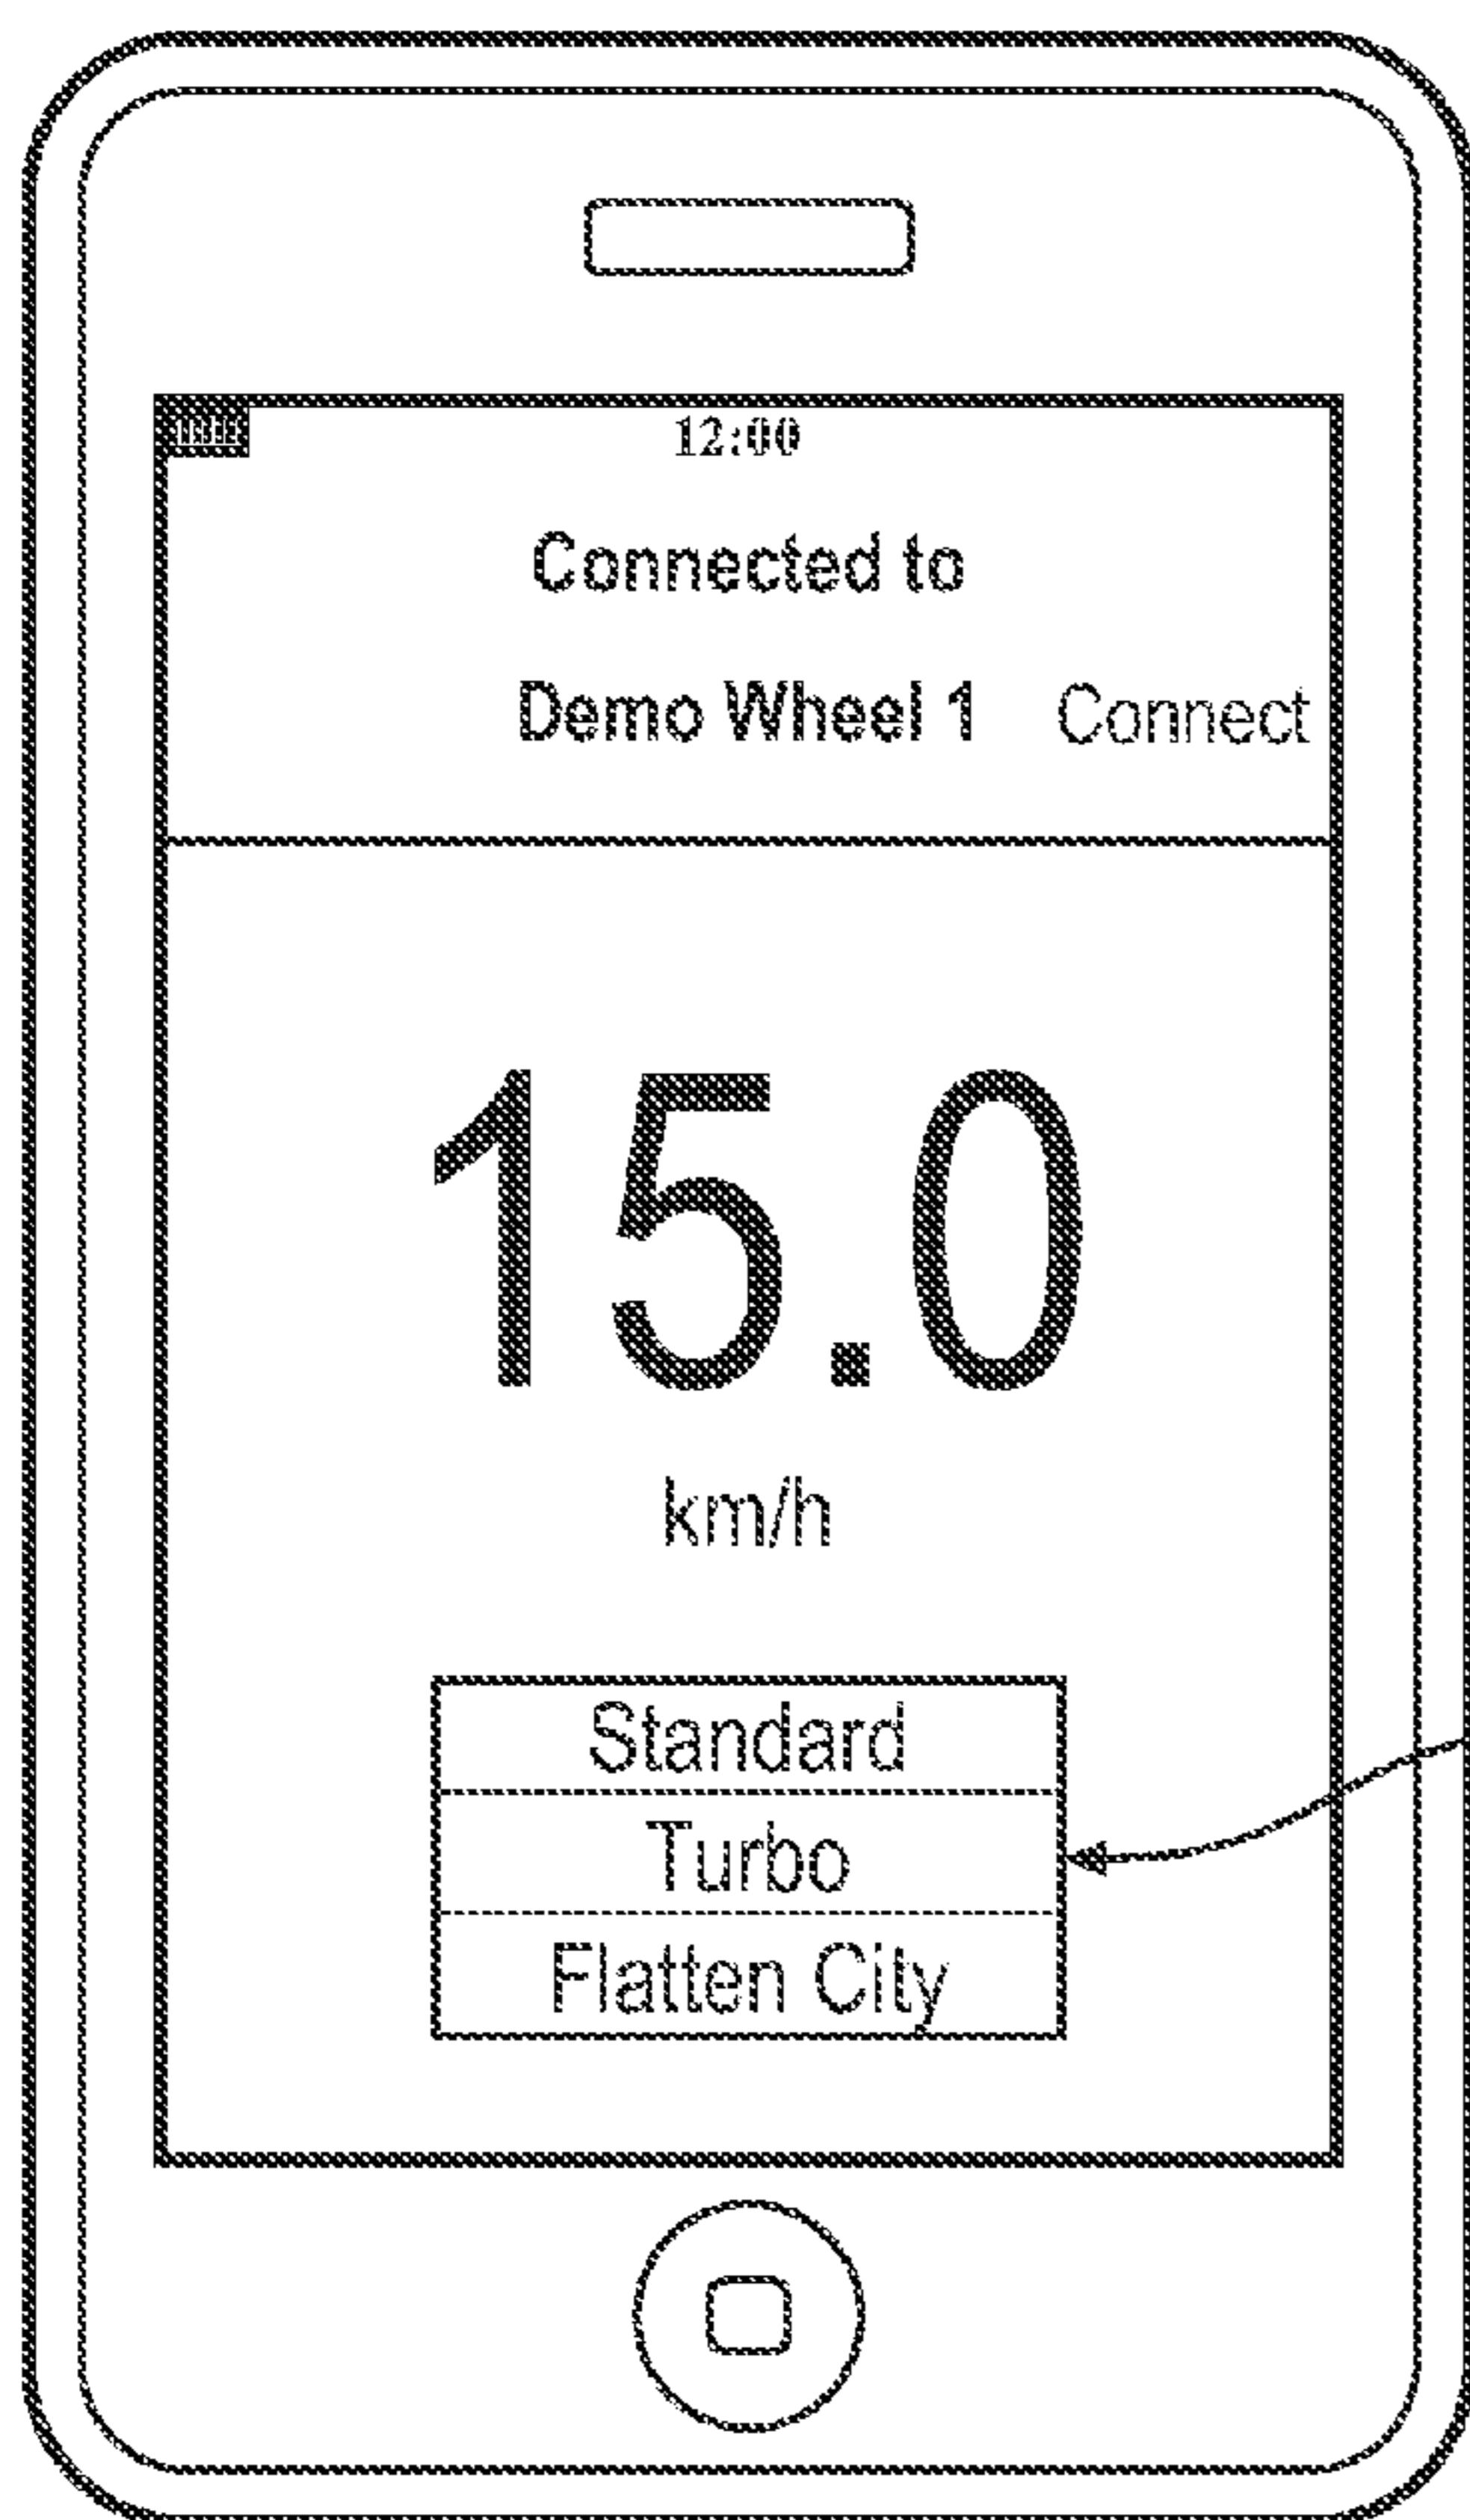 12:00
Connected to
Demo Wheel 1 Connect
15.0
km/h
Standard
Turbo
Flatten City